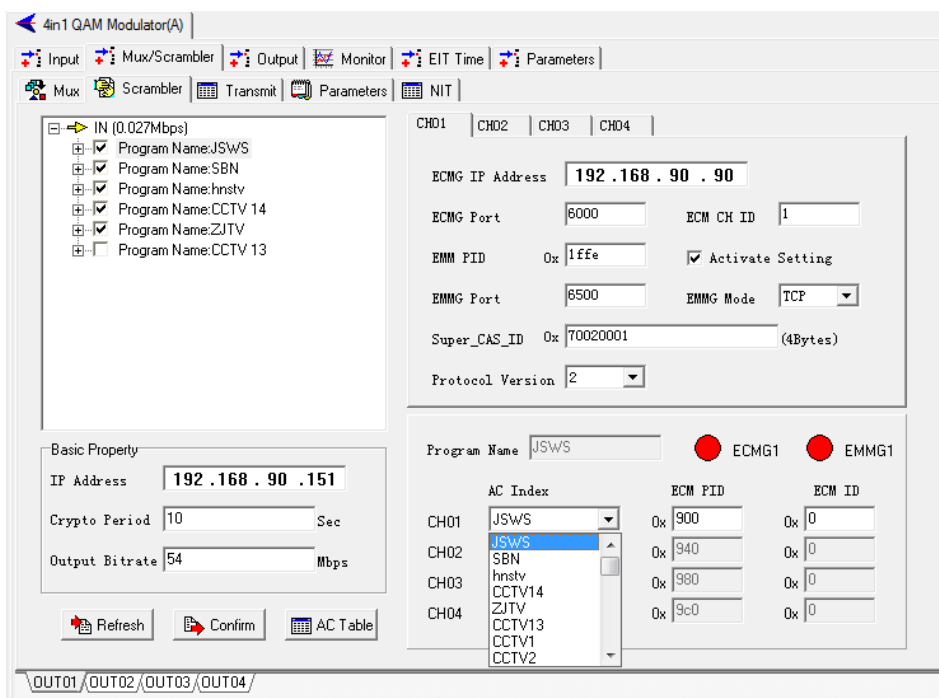 4in1 QAM Modulator(A)
Input Mux/Scrambler Output Monitor EIT Time Parameters
Mux Scrambler Transmit Parameters NIT
IN (0.027Mbps)
Program Name:JSWS
Program Name:SBN
Program Name:hnstv
Program Name:CCTV 14
Program Name:ZJTV
Program Name:CCTV 13
CH01 CH02 CH03 CH04
ECMG IP Address 192 .168 . 90 . 90
ECMG Port 6000 ECM CH ID 1
EMM PID 0x 1ffe Activate Setting
EMMG Port 6500 EMMG Mode TCP
Super_CAS_ID 0x 70020001 (4Bytes)
Protocol Version 2
Basic Property
IP Address 192 .168 . 90 .151
Crypto Period 10 Sec
Output Bitrate 54 Mbps
Refresh Confirm AC Table
Program Name JSWS ECMG1 EMMG1
AC Index ECM PID ECM ID
CH01 JSWS 0x 900 0x 0
CH02 0x 940 0x 0
CH03 0x 980 0x 0
CH04 0x 9c0 0x 0
JSWS
SBN
hnstv
CCTV14
ZJTV
CCTV13
CCTV1
CCTV2
OUT01 OUT02 OUT03 OUT04